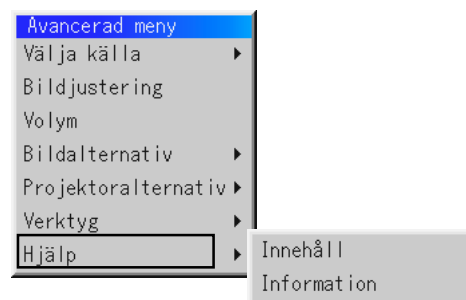 Avancerad meny
Välja källa
Bildjustering
Volym
Bildalternativ
Projektoralternativ
Verktyg
Hjälp
Innehåll
Information